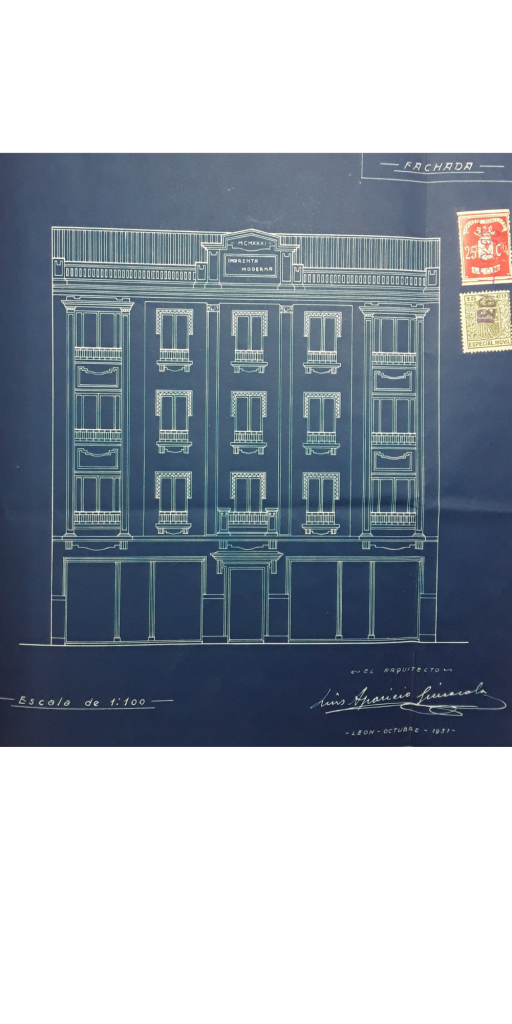 FACHADA
MCMXXXI
IMPRENTA
MODERNA
25 Cs
ESPECIAL MOVIL
EL ARQUITECTO
Luis Aparicio
Escala de 1:100
-LEON-OCTUBRE-1931-